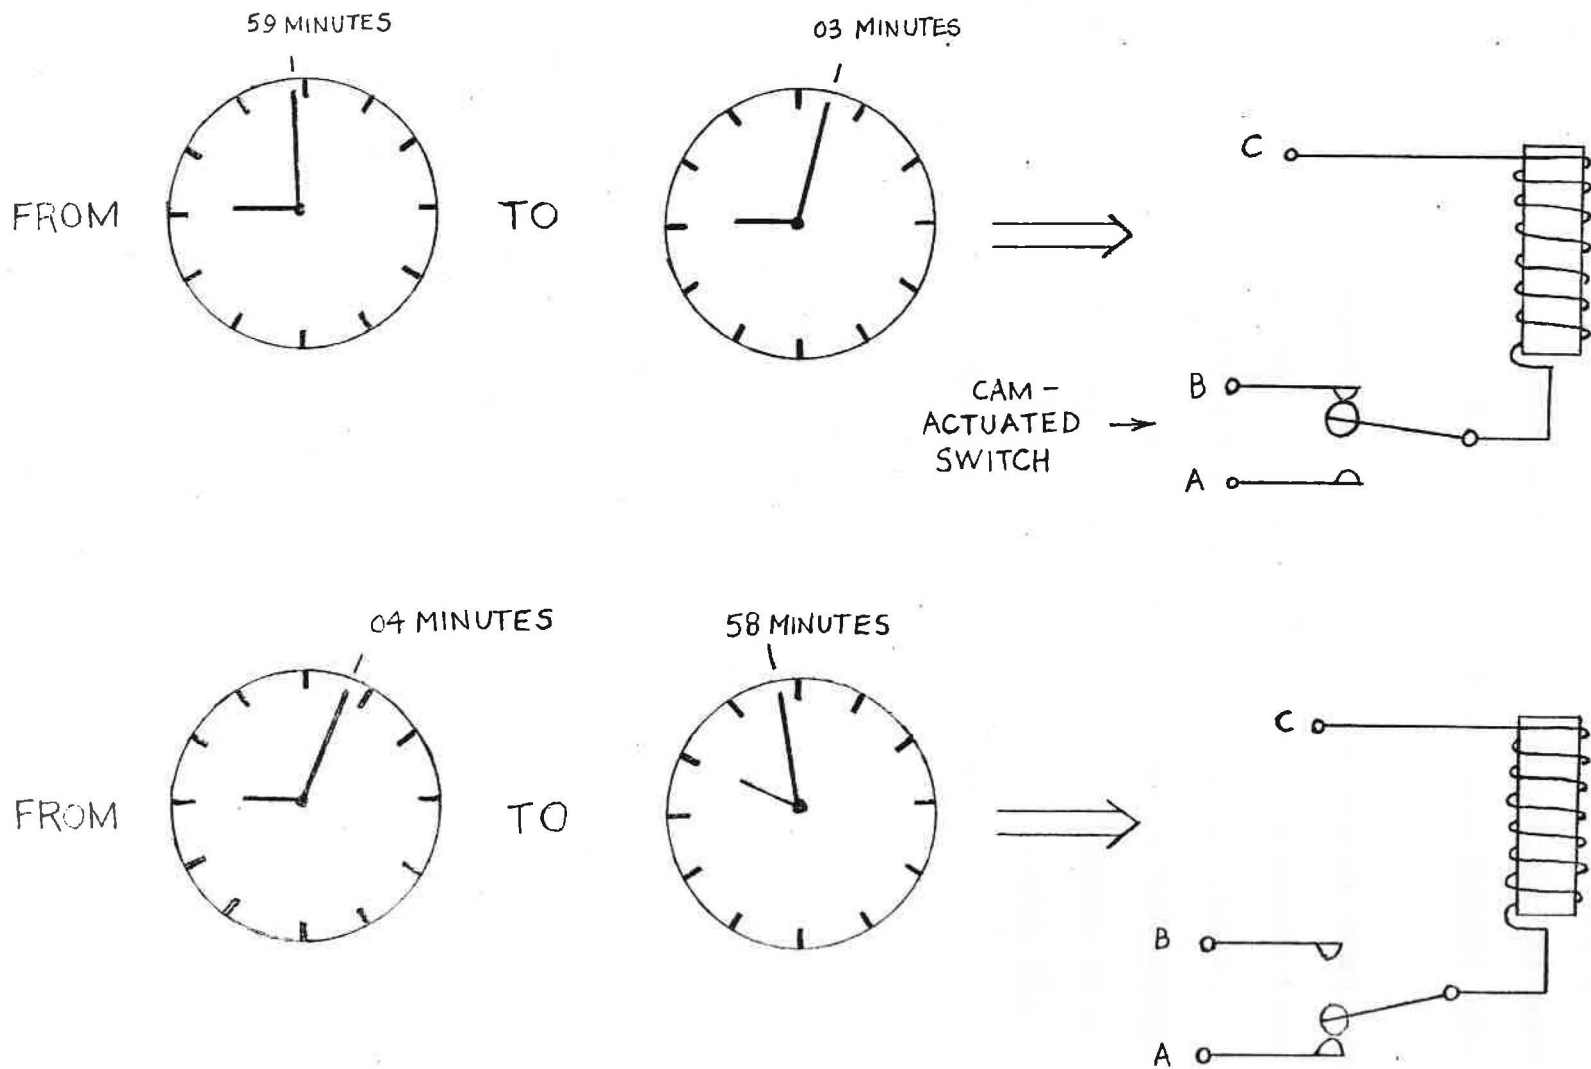 59 MINUTES
03 MINUTES
FROM
TO
C
B
CAM -
ACTUATED
SWITCH
A
04 MINUTES
58 MINUTES
FROM
TO
C
B
A